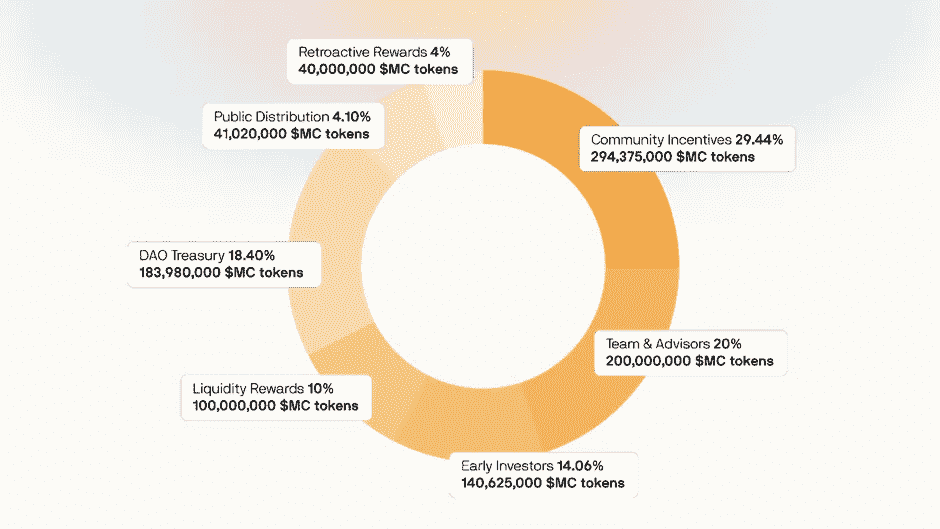 Retroactive Rewards 4%
40,000,000 $MC tokens
Public Distribution 4.10%
41,020,000 $MC tokens
Community Incentives 29.44%
294,375,000 $MC tokens
DAO Treasury 18.40%
183,980,000 $MC tokens
Team & Advisors 20%
200,000,000 $MC tokens
Liquidity Rewards 10%
100,000,000 $MC tokens
Early Investors 14.06%
140,625,000 $MC tokens